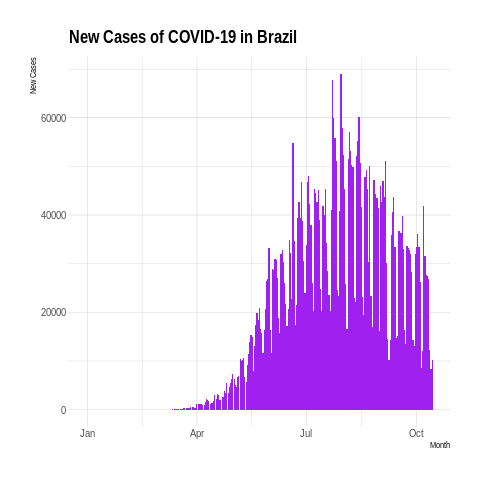 New Cases of COVID-19 in Brazil
New Cases
60000
40000
20000
0
Jan Apr Jul Oct
Month